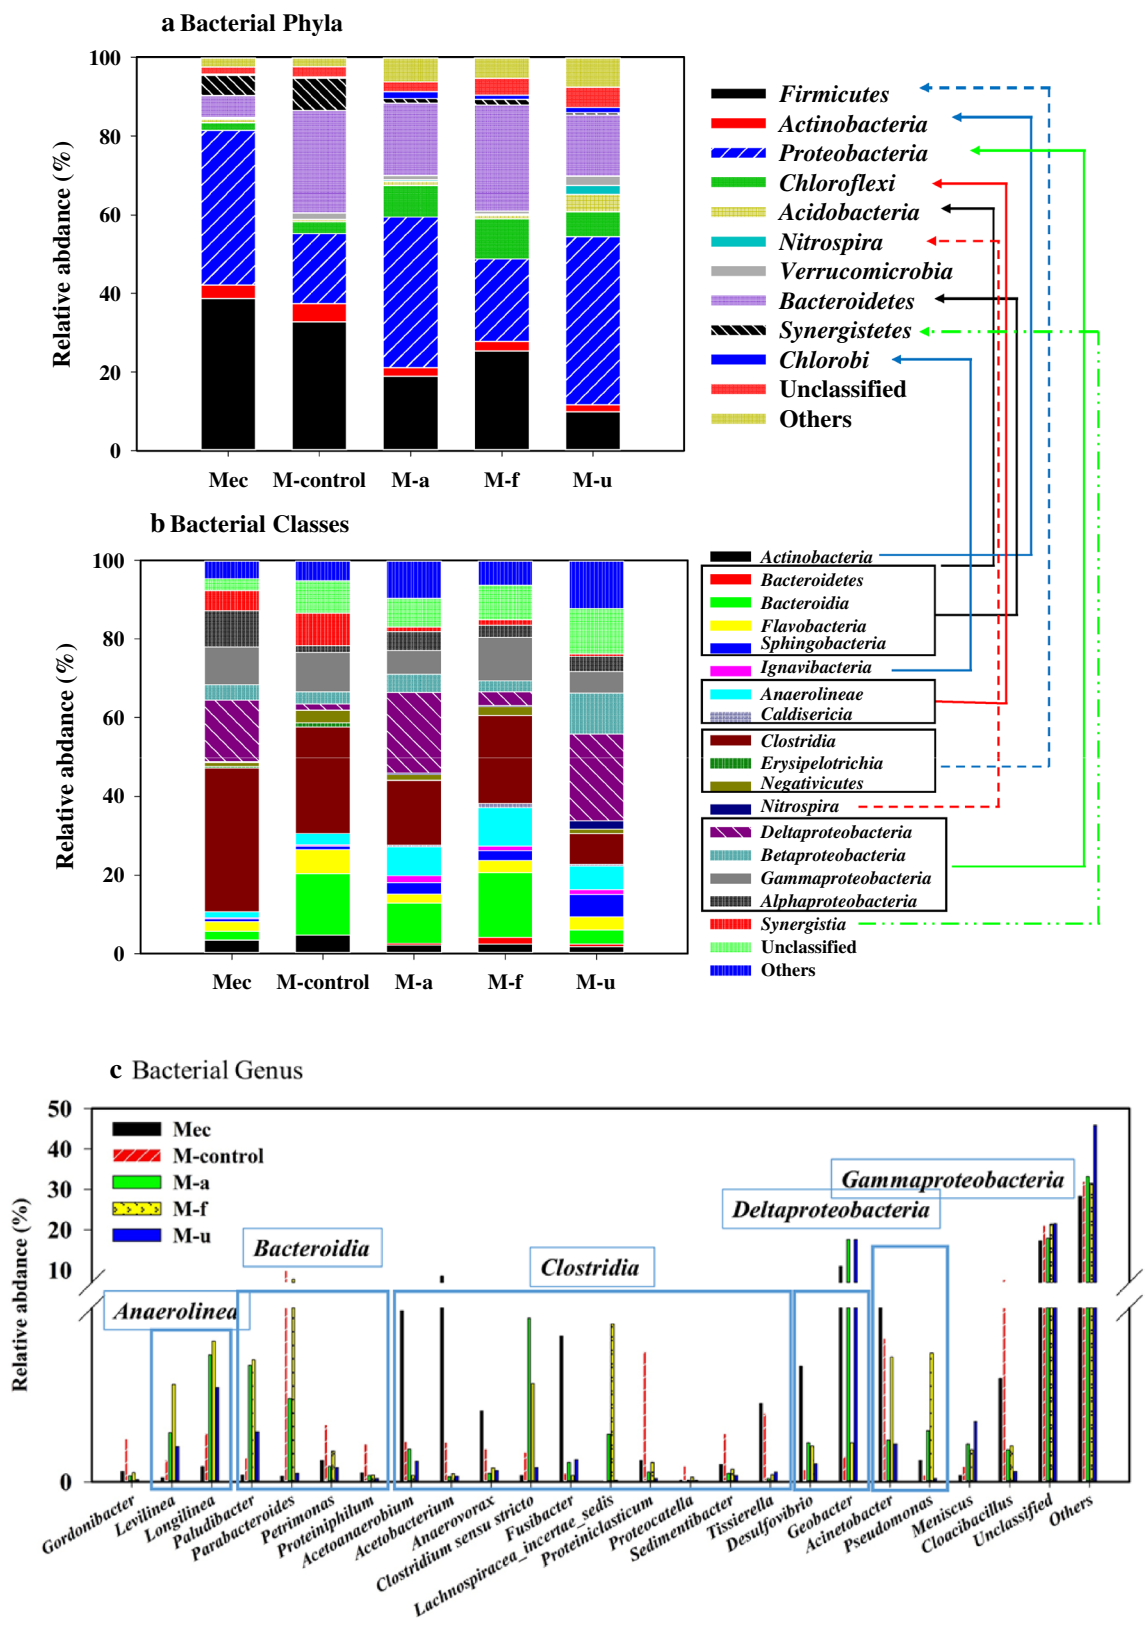 a Bacterial Phyla
Relative abdance (%)
100
80
60
40
20
0
Mec M-control M-a M-f M-u
Firmicutes
Actinobacteria
Proteobacteria
Chloroflexi
Acidobacteria
Nitrospira
Verrucomicrobia
Bacteroidetes
Synergistetes
Chlorobi
Unclassified
Others
b Bacterial Classes
Relative abdance (%)
100
80
60
40
20
0
Mec M-control M-a M-f M-u
Actinobacteria
Bacteroidetes
Bacteroidia
Flavobacteria
Sphingobacteria
Ignavibacteria
Anaerolineae
Caldisericia
Clostridia
Erysipelotrichia
Negativicutes
Nitrospira
Deltaproteobacteria
Betaproteobacteria
Gammaproteobacteria
Alphaproteobacteria
Synergistia
Unclassified
Others
c Bacterial Genus
Relative abdance (%)
50
40
30
20
10
0
Mec
M-control
M-a
M-f
M-u
Anaerolinea
Bacteroidia
Clostridia
Deltaproteobacteria
Gammaproteobacteria
Gordonibacter
Levilinea
Longilinea
Paludibacter
Parabacteroides
Petrimonas
Proteiniphilum
Acetoanaerobium
Acetobacterium
Anaerovorax
Clostridium sensu stricto
Fusibacter
Lachnospiracea_incertae_sedis
Proteiniclasticum
Proteocatella
Sedimentibacter
Tissierella
Desulfovibrio
Geobacter
Acinetobacter
Pseudomonas
Meniscus
Cloacibacillus
Unclassified
Others